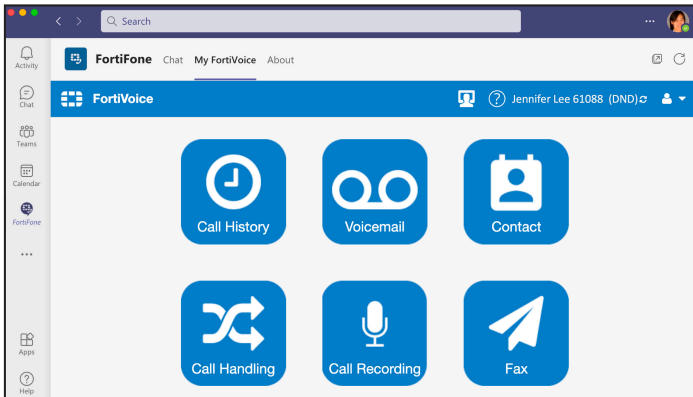 Search
Activity
FortiFone Chat My FortiVoice About
Chat
FortiVoice
Jennifer Lee 61088 (DND)
Teams
Calendar
FortiFone
Call History
Voicemail
Contact
Call Handling
Call Recording
Fax
Apps
Help